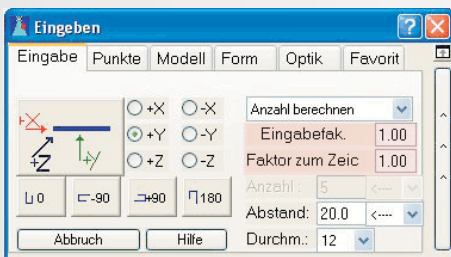 Eingeben
Eingabe Punkte Modell Form Optik Favorit
+X -X Anzahl berechnen
+X +Y -Y Eingabefak. 1.00
+Z +y +Z -Z Faktor zum Zeic 1.00
0 -90 +90 180 Anzahl : 5 <----
Abstand: 20.0 <----
Abbruch Hilfe Durchm.: 12